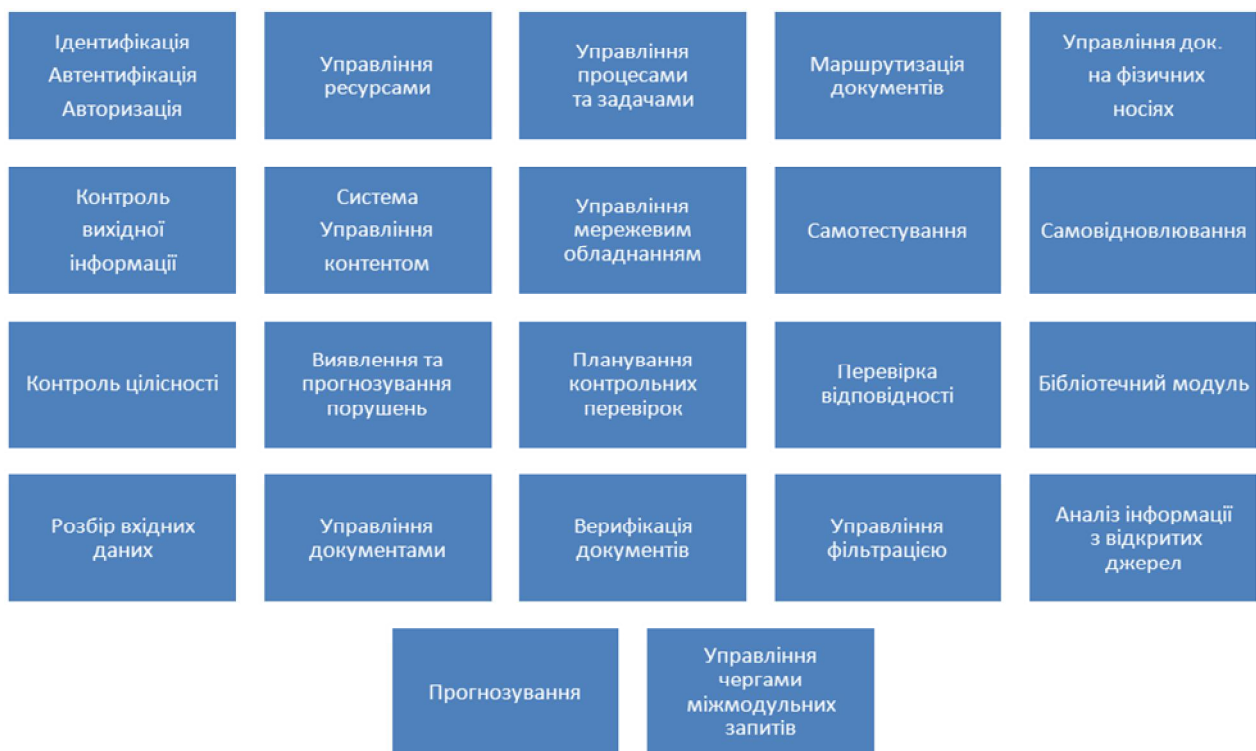 Ідентифікація
Автентифікація
Авторизація
Управління
ресурсами
Управління
процесами
та задачами
Маршрутизація
документів
Управління док.
на фізичних
носіях
Контроль
вихідної
інформації
Система
Управління
контентом
Управління
мережевим
обладнанням
Самотестування
Самовідновлювання
Контроль цілісності
Виявлення та
прогнозування
порушень
Планування
контрольних
перевірок
Перевірка
відповідності
Бібліотечний модуль
Розбір вхідних
даних
Управління
документами
Верифікація
документів
Управління
фільтрацією
Аналіз інформації
з відкритих
джерел
Прогнозування
Управління
чергами
міжмодульних
запитів